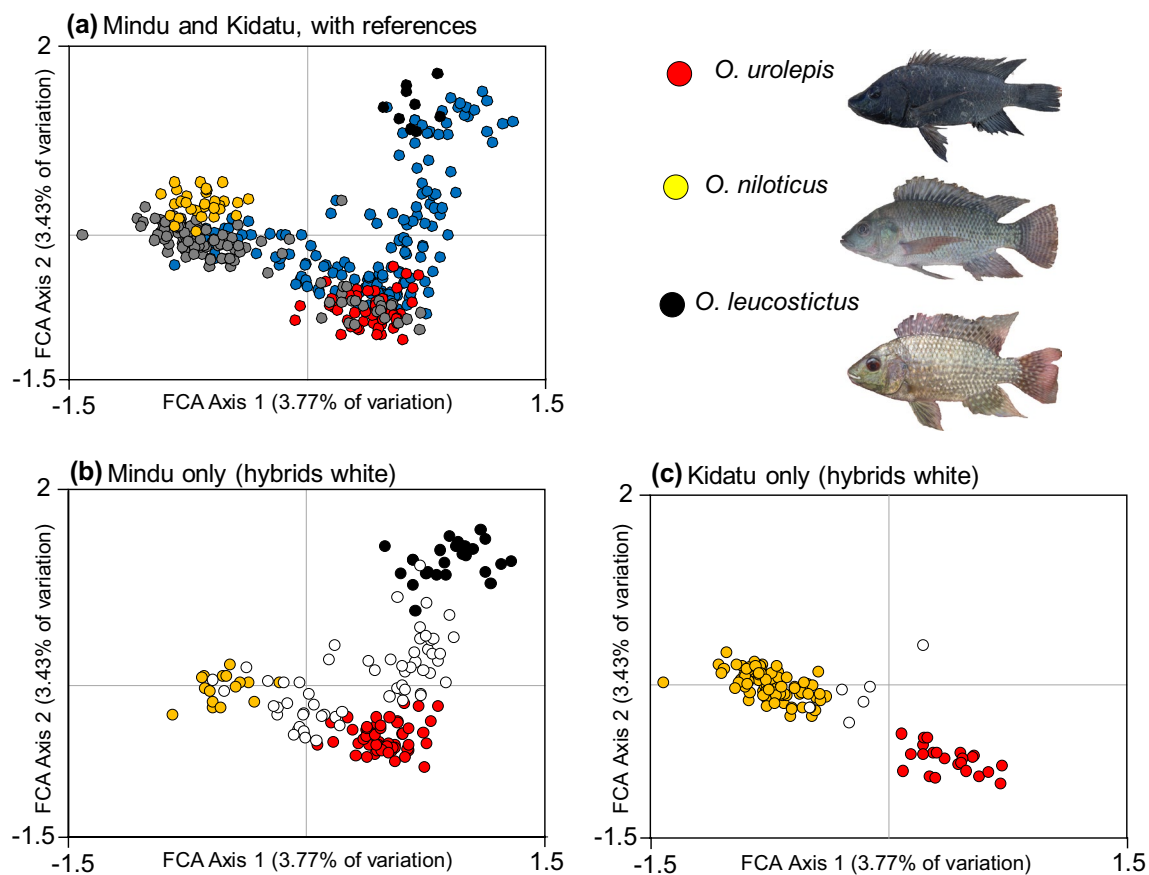 (a) Mindu and Kidatu, with references
2
FCA Axis 2 (3.43% of variation)
-1.5
-1.5
FCA Axis 1 (3.77% of variation)
1.5
O. urolepis
O. niloticus
O. leucostictus
(b) Mindu only (hybrids white)
2
FCA Axis 2 (3.43% of variation)
-1.5
-1.5
FCA Axis 1 (3.77% of variation)
1.5
(c) Kidatu only (hybrids white)
2
FCA Axis 2 (3.43% of variation)
-1.5
-1.5
FCA Axis 1 (3.77% of variation)
1.5